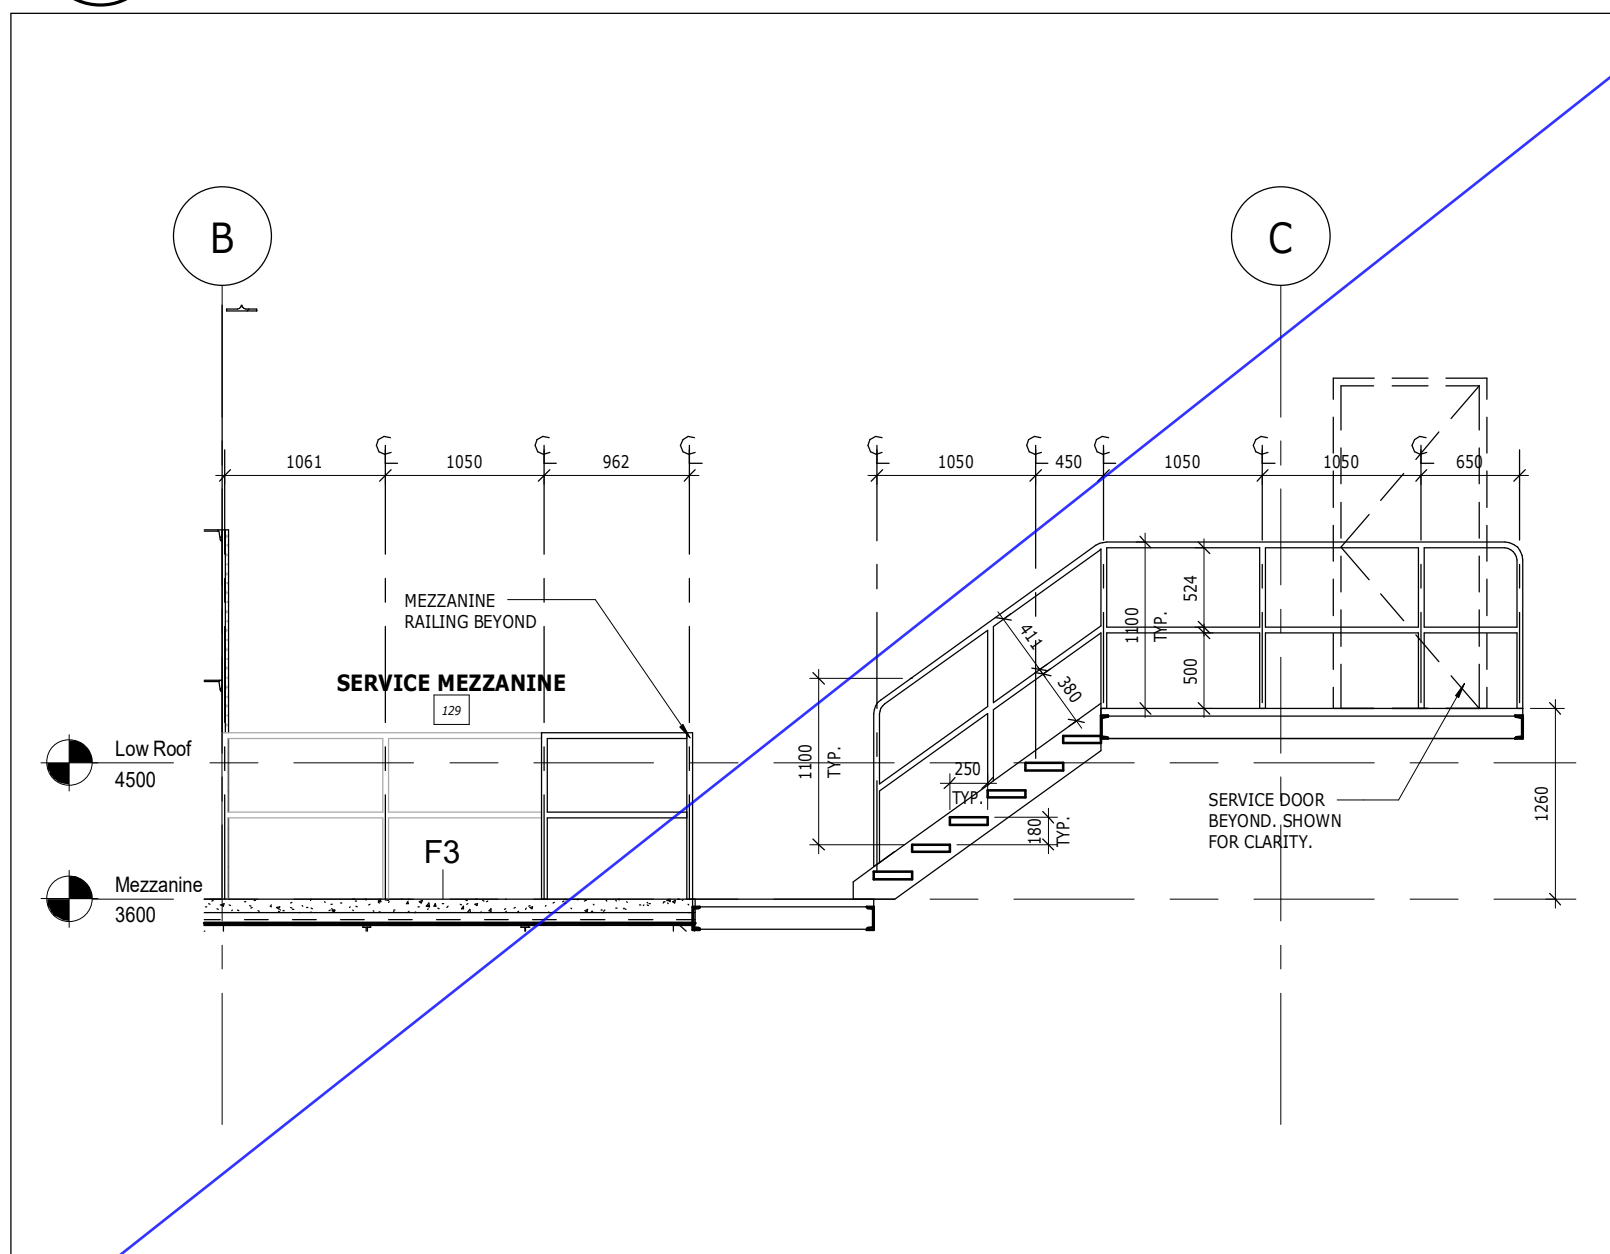 B
C
1061
1050
962
1050
450
1050
1050
650
MEZZANINE
RAILING BEYOND
SERVICE MEZZANINE
129
411
380
1100
TYP.
524
500
Low Roof
4500
1100
TYP.
250
TYP.
180
TYP.
SERVICE DOOR
BEYOND. SHOWN
FOR CLARITY.
1260
F3
Mezzanine
3600